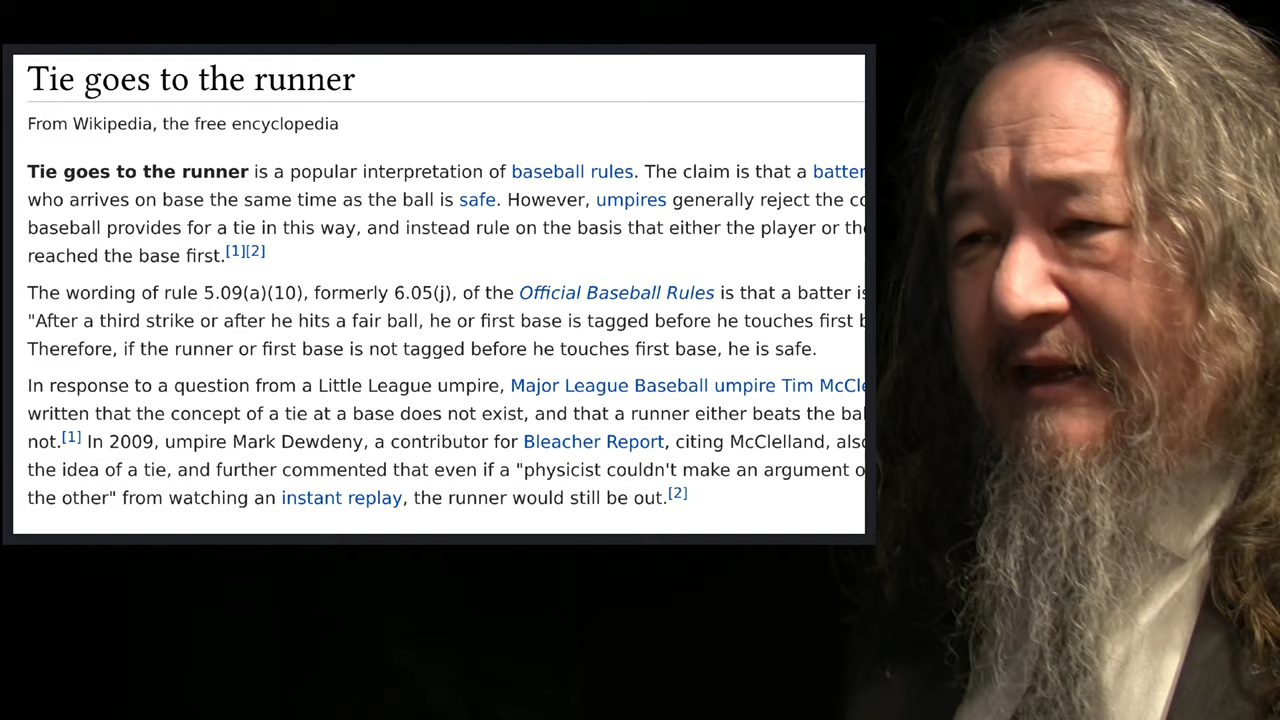 Tie goes to the runner
From Wikipedia, the free encyclopedia
Tie goes to the runner is a popular interpretation of baseball rules. The claim is that a batter
who arrives on base the same time as the ball is safe. However, umpires generally reject the
baseball provides for a tie in this way, and instead rule on the basis that either the player or
reached the base first.[1][2]
The wording of rule 5.09(a)(10), formerly 6.05(j), of the Official Baseball Rules is that a batter
"After a third strike or after he hits a fair ball, he or first base is tagged before he touches first
Therefore, if the runner or first base is not tagged before he touches first base, he is safe.
In response to a question from a Little League umpire, Major League Baseball umpire Tim
written that the concept of a tie at a base does not exist, and that a runner either beats the
not.[1] In 2009, umpire Mark Dewdeny, a contributor for Bleacher Report, citing McClelland,
the idea of a tie, and further commented that even if a "physicist couldn't make an argument
the other" from watching an instant replay, the runner would still be out.[2]